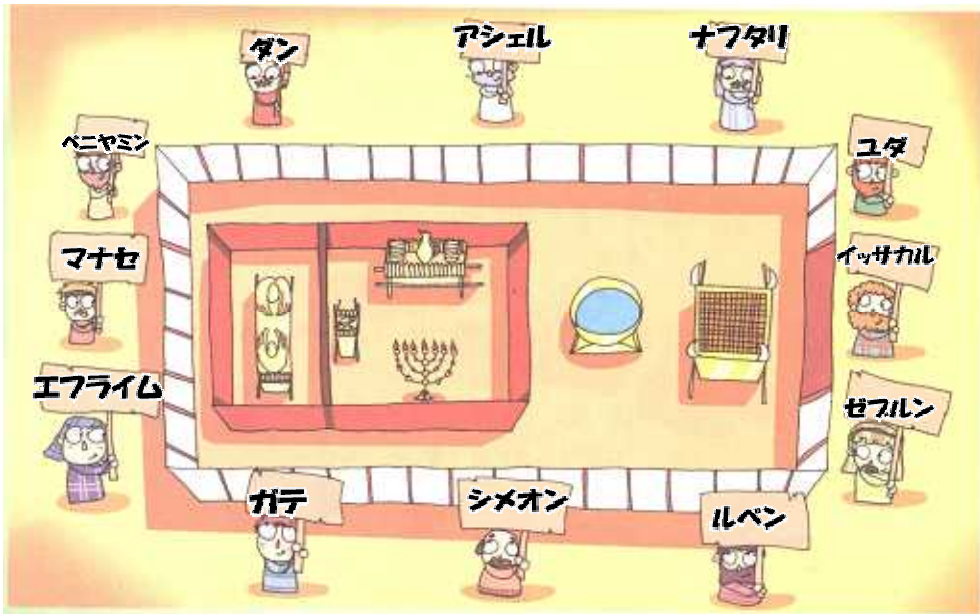 ダン
アシェル
ナフタリ
ベニヤミン
ユダ
マナセ
イッサカル
エフライム
ゼブルン
ガテ
シメオン
ルベン